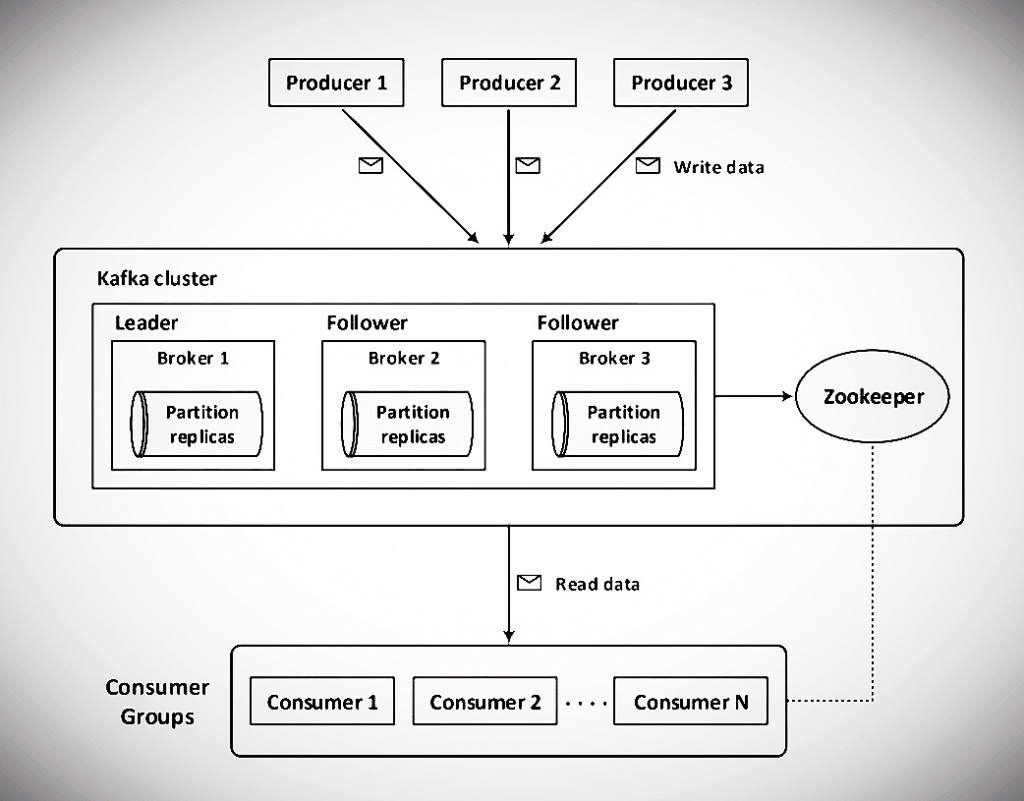 Producer 1
Producer 2
Producer 3
Write data
Kafka cluster
Leader
Follower
Follower
Broker 1
Broker 2
Broker 3
Partition
replicas
Partition
replicas
Partition
replicas
Zookeeper
Read data
Consumer
Groups
Consumer 1
Consumer 2
....
Consumer N